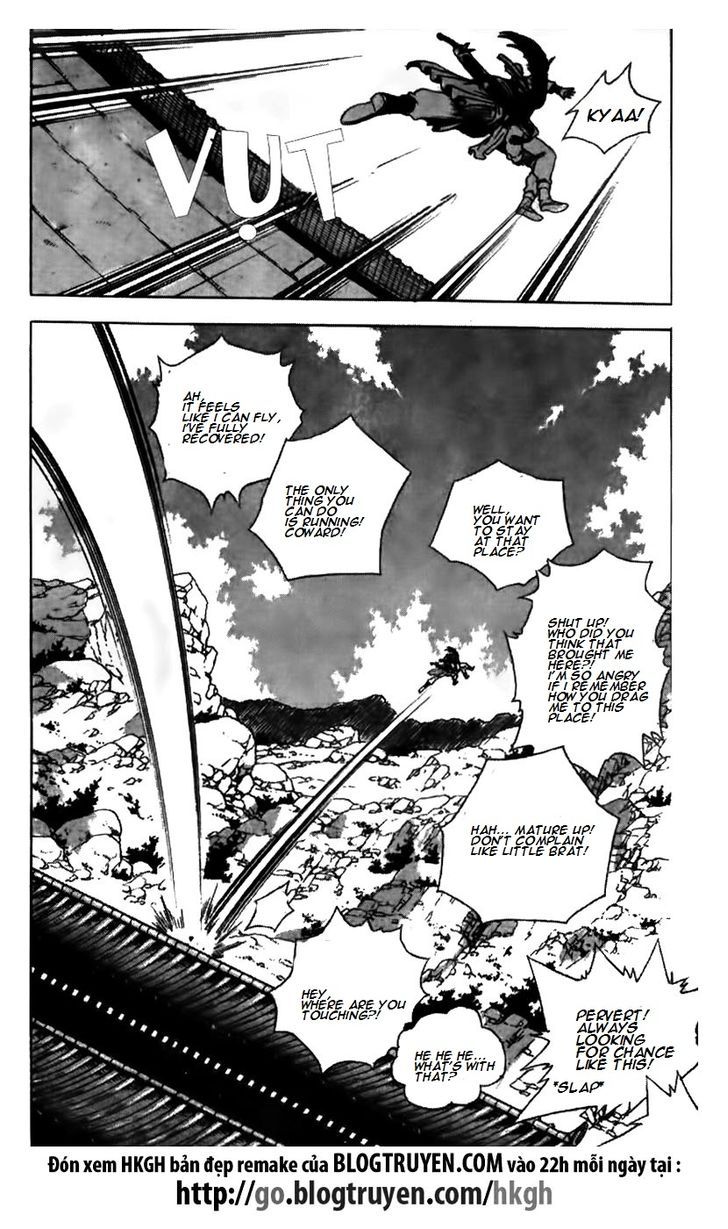 KYAA!
VỤT
AH,
IT FEELS
LIKE I CAN FLY,
I'VE FULLY
RECOVERED!
THE ONLY
THING YOU
CAN DO
IS RUNNING!
COWARD!
WELL,
YOU WANT
TO STAY
AT THAT
PLACE?
SHUT UP!
WHO DID YOU
THINK THAT
BROUGHT ME
HERE?!
I'M SO ANGRY
IF I REMEMBER
HOW YOU DRAG
ME TO THIS
PLACE!
HAH... MATURE UP!
DON'T COMPLAIN
LIKE LITTLE BRAT!
HEY,
WHERE ARE YOU
TOUCHING?!
HE HE HE...
WHAT'S WITH
THAT?
PERVERT!
ALWAYS
LOOKING
FOR CHANCE
LIKE THIS!
*SLAP*
Đón xem HKGH bản đẹp remake của BLOGTRUYEN.COM vào 22h mỗi ngày tại :
http://go.blogtruyen.com/hkgh